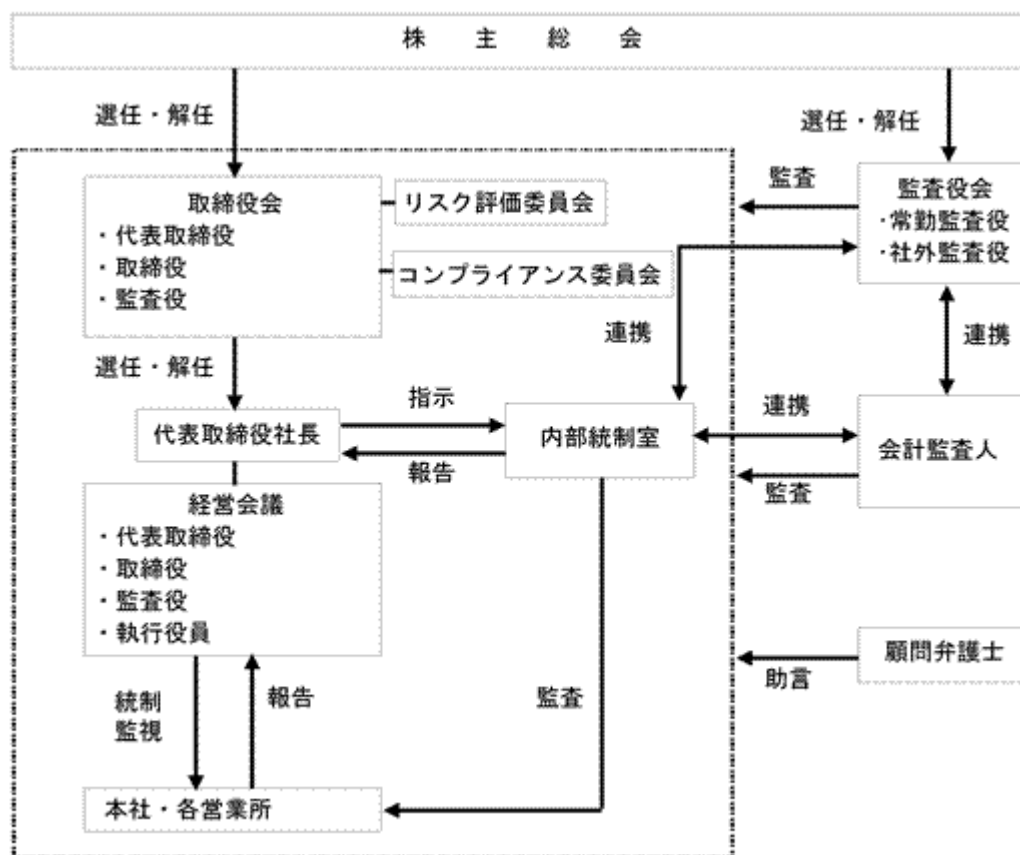 株主総会
選任・解任
選任・解任
取締役会
・代表取締役
・取締役
・監査役
リスク評価委員会
コンプライアンス委員会
監査
監査役会
・常勤監査役
・社外監査役
連携
連携
選任・解任
代表取締役社長
指示
報告
内部統制室
連携
監査
会計監査人
経営会議
・代表取締役
・取締役
・監査役
・執行役員
統制
監視
報告
監査
助言
顧問弁護士
本社・各営業所